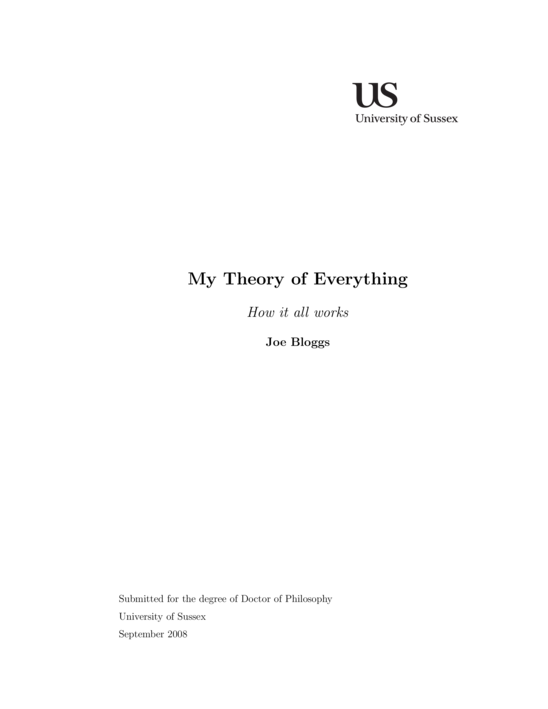 US
University of Sussex
My Theory of Everything
How it all works
Joe Bloggs
Submitted for the degree of Doctor of Philosophy
University of Sussex
September 2008